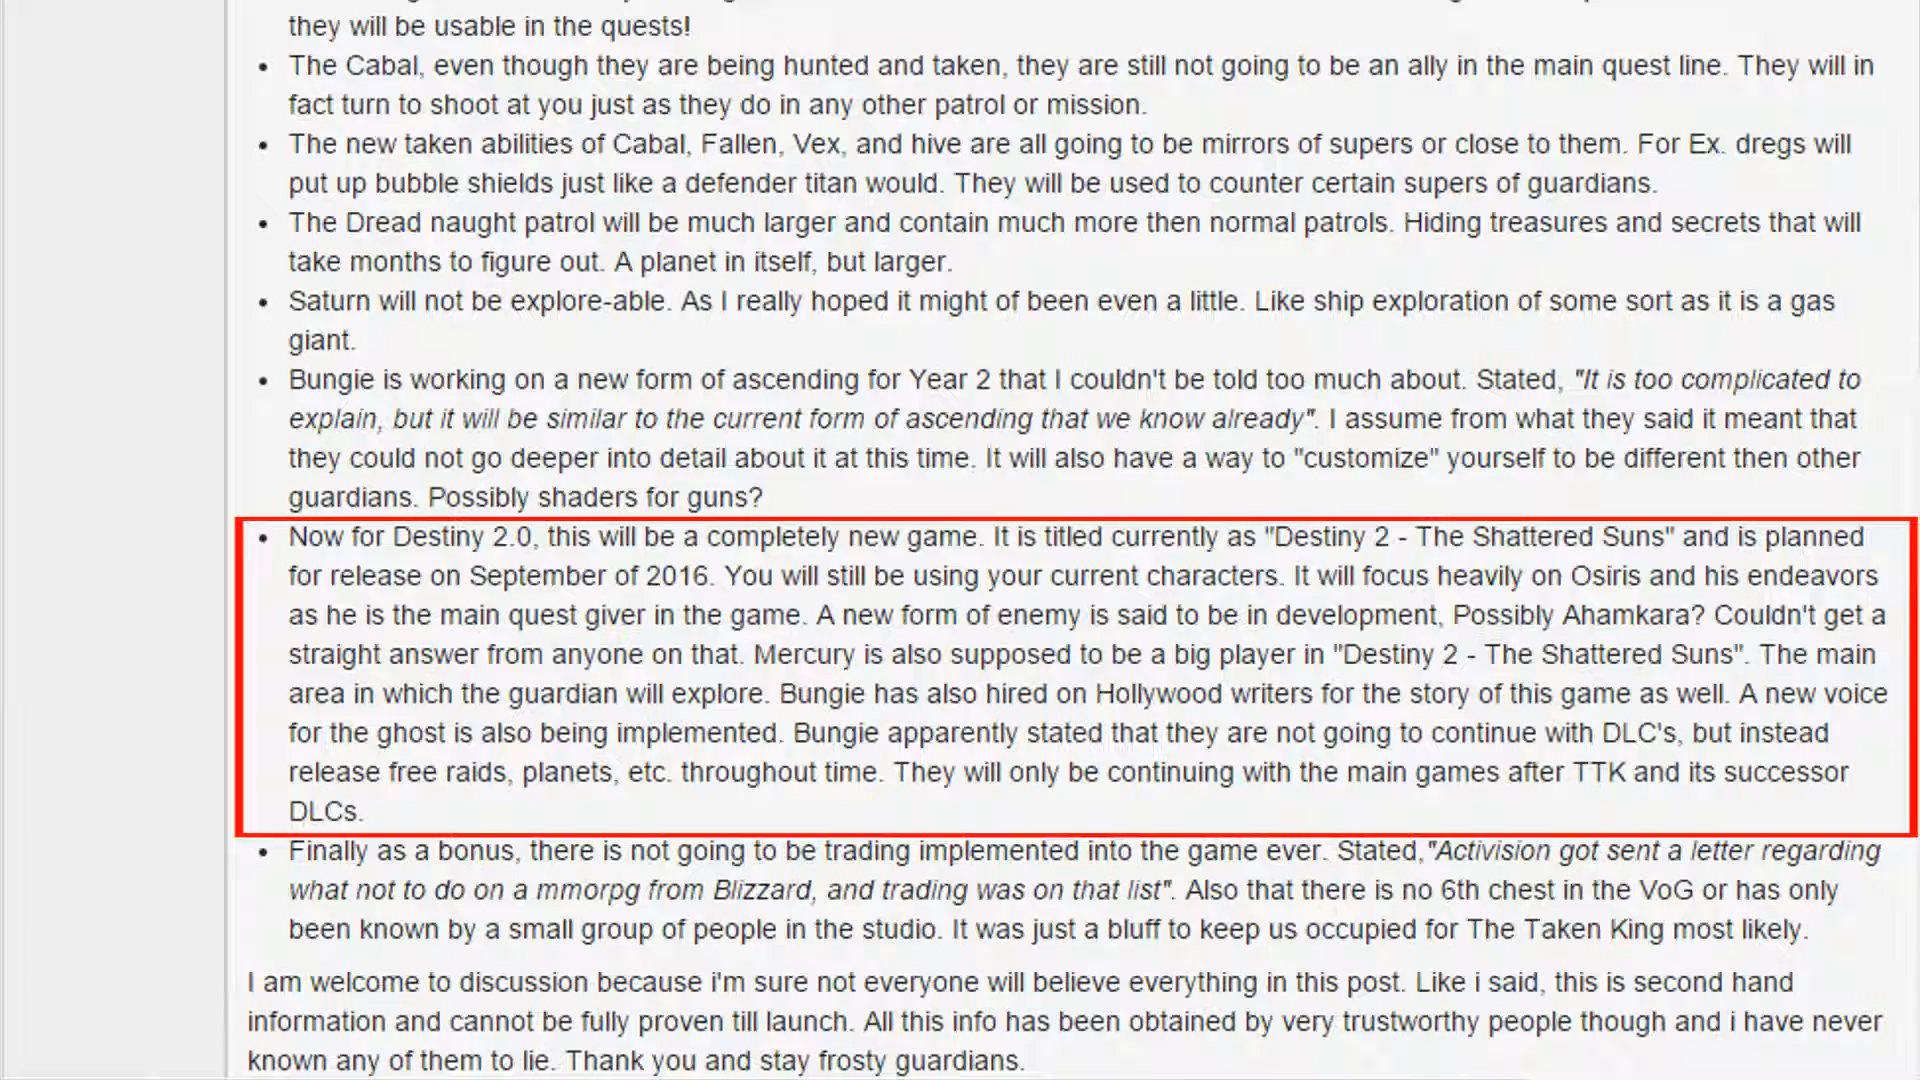 they will be usable in the quests!
• The Cabal, even though they are being hunted and taken, they are still not going to be an ally in the main quest line. They will in
fact turn to shoot at you just as they do in any other patrol or mission.
• The new taken abilities of Cabal, Fallen, Vex, and hive are all going to be mirrors of supers or close to them. For Ex. dregs will
put up bubble shields just like a defender titan would. They will be used to counter certain supers of guardians.
• The Dread naught patrol will be much larger and contain much more then normal patrols. Hiding treasures and secrets that will
take months to figure out. A planet in itself, but larger.
• Saturn will not be explore-able. As I really hoped it might of been even a little. Like ship exploration of some sort as it is a gas
giant.
• Bungie is working on a new form of ascending for Year 2 that I couldn't be told too much about. Stated, "It is too complicated to
explain, but it will be similar to the current form of ascending that we know already". I assume from what they said it meant that
they could not go deeper into detail about it at this time. It will also have a way to "customize" yourself to be different then other
guardians. Possibly shaders for guns?
• Now for Destiny 2.0, this will be a completely new game. It is titled currently as "Destiny 2 - The Shattered Suns" and is planned
for release on September of 2016. You will still be using your current characters. It will focus heavily on Osiris and his endeavors
as he is the main quest giver in the game. A new form of enemy is said to be in development, Possibly Ahamkara? Couldn't get a
straight answer from anyone on that. Mercury is also supposed to be a big player in "Destiny 2 - The Shattered Suns". The main
area in which the guardian will explore. Bungie has also hired on Hollywood writers for the story of this game as well. A new voice
for the ghost is also being implemented. Bungie apparently stated that they are not going to continue with DLC's, but instead
release free raids, planets, etc. throughout time. They will only be continuing with the main games after TTK and its successor
DLCs.
• Finally as a bonus, there is not going to be trading implemented into the game ever. Stated,"Activision got sent a letter regarding
what not to do on a mmorpg from Blizzard, and trading was on that list". Also that there is no 6th chest in the VoG or has only
been known by a small group of people in the studio. It was just a bluff to keep us occupied for The Taken King most likely.
I am welcome to discussion because i'm sure not everyone will believe everything in this post. Like i said, this is second hand
information and cannot be fully proven till launch. All this info has been obtained by very trustworthy people though and i have never
known any of them to lie. Thank you and stay frosty guardians.